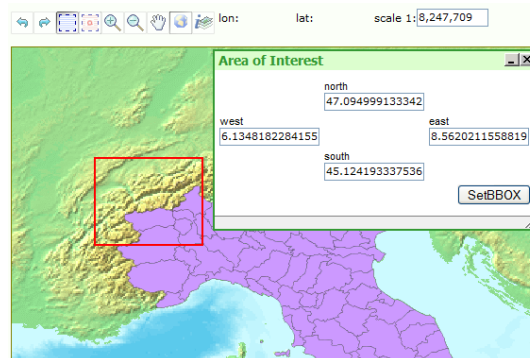 lon: lat: scale 1: 8,247,709
Area of Interest
north
47.094999133342
west east
6.1348182284155 8.5620211558819
south
45.124193337536
SetBBOX